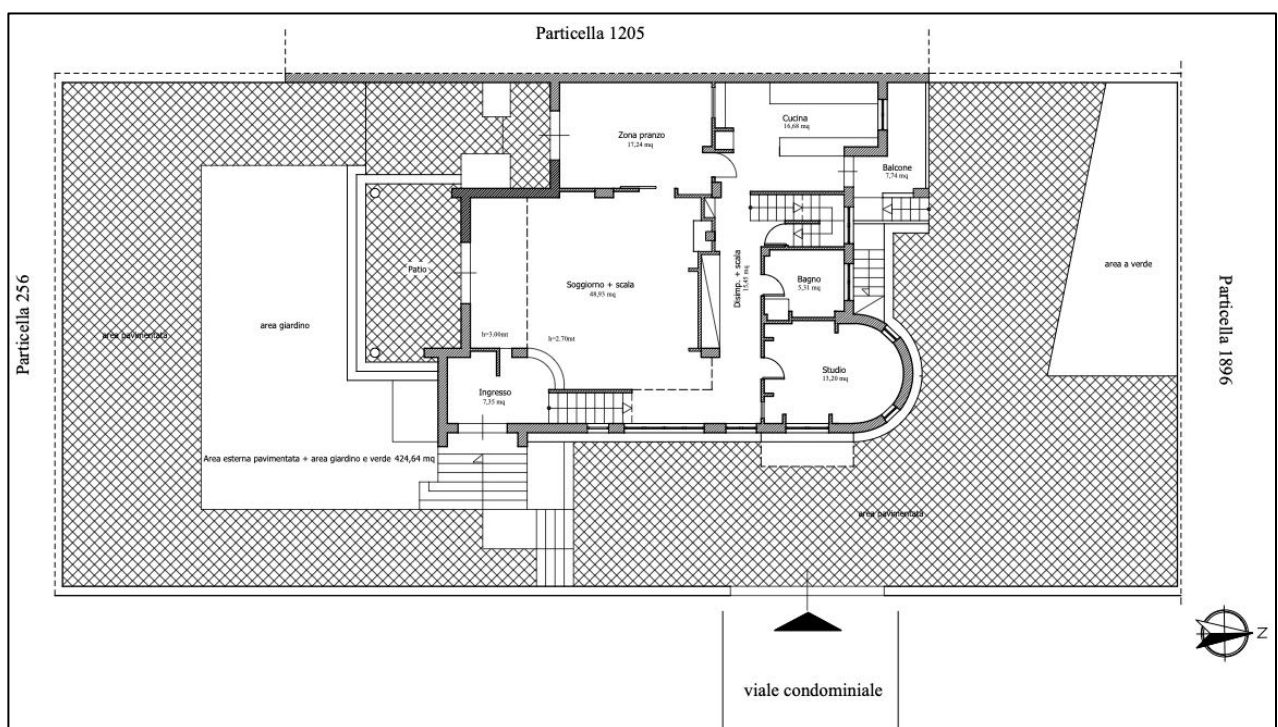 Particella 1205
Cucina
16,68 mq
Zona pranzo
17,24 mq
Balcone
7,74 mq
Patio
Soggiorno + scala
48,93 mq
Disimp. + scala
15,45 mq
Bagno
5,31 mq
area a verde
Particella 256
Particella 1896
area pavimentata
area giardino
h=3.00mt
h=2.70mt
Studio
13,20 mq
Ingresso
7,35 mq
Area esterna pavimentata + area giardino e verde 424,64 mq
area pavimentata
Z
viale condominiale